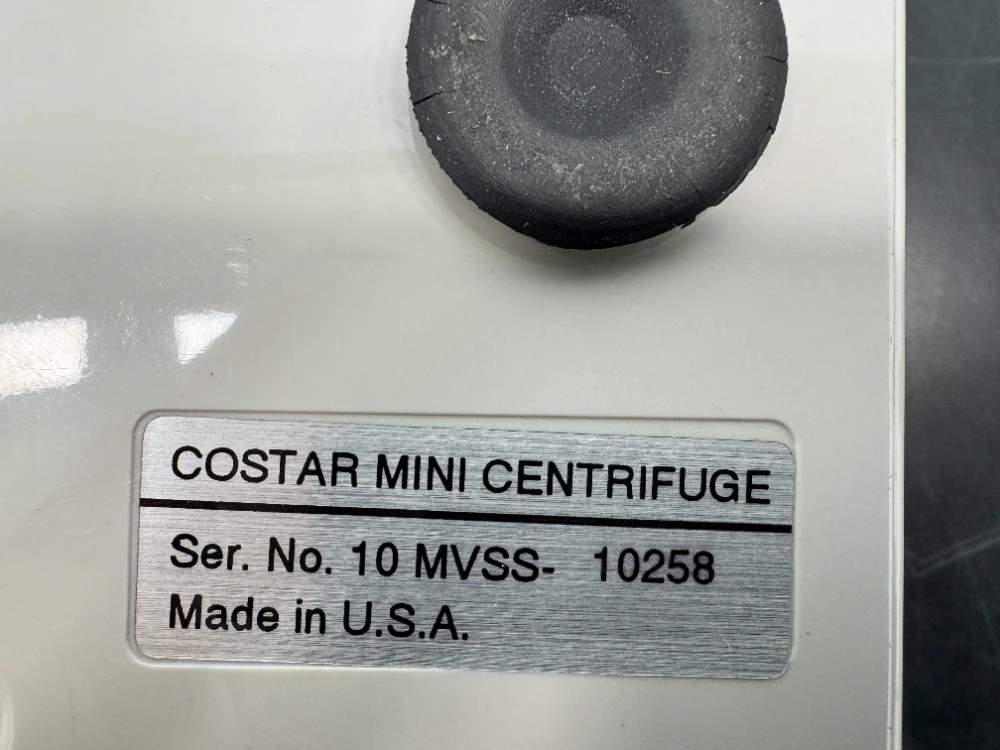 COSTAR MINI CENTRIFUGE
Ser. No. 10 MVSS- 10258
Made in U.S.A.